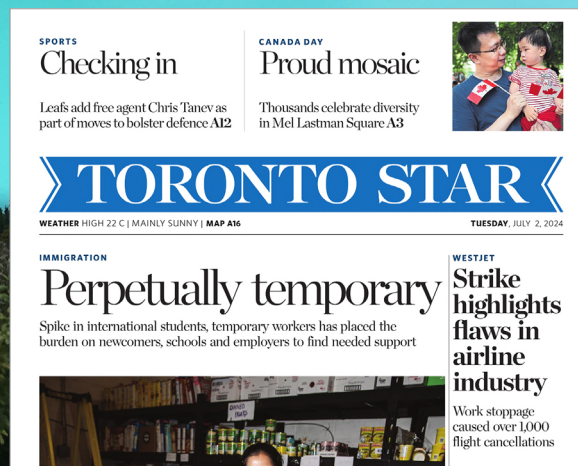 SPORTS
Checking in
Leafs add free agent Chris Tanev as
part of moves to bolster defence A12
CANADA DAY
Proud mosaic
Thousands celebrate diversity
in Mel Lastman Square A3
TORONTO STAR
WEATHER HIGH 22 C | MAINLY SUNNY | MAP A16
TUESDAY, JULY 2, 2024
IMMIGRATION
Perpetually temporary
Spike in international students, temporary workers has placed the
burden on newcomers, schools and employers to find needed support
WESTJET
Strike
highlights
flaws in
airline
industry
Work stoppage
caused over 1,000
flight cancellations